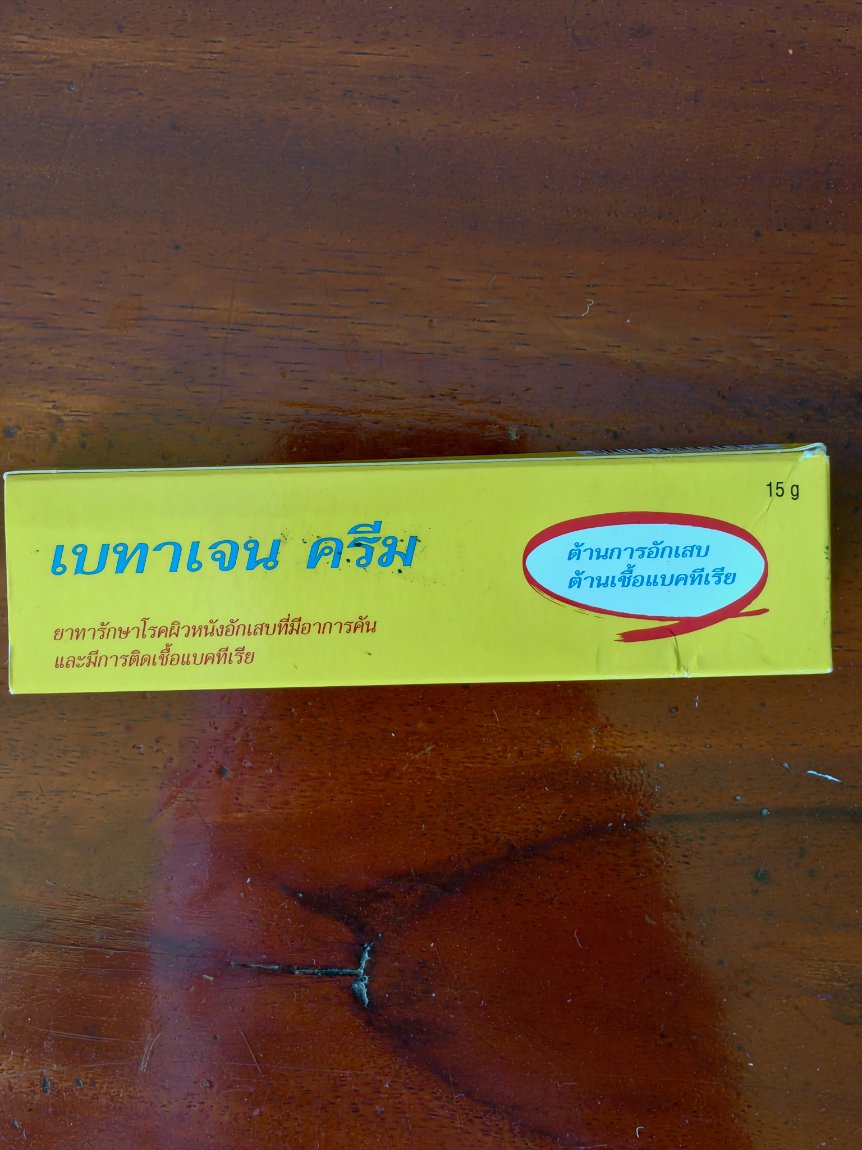 15 g
เบทาเจน ครีม
ต้านการอักเสบ
ต้านเชื้อแบคทีเรีย
ยาทารักษาโรคผิวหนังอักเสบที่มีอาการคัน
และมีการติดเชื้อแบคทีเรีย